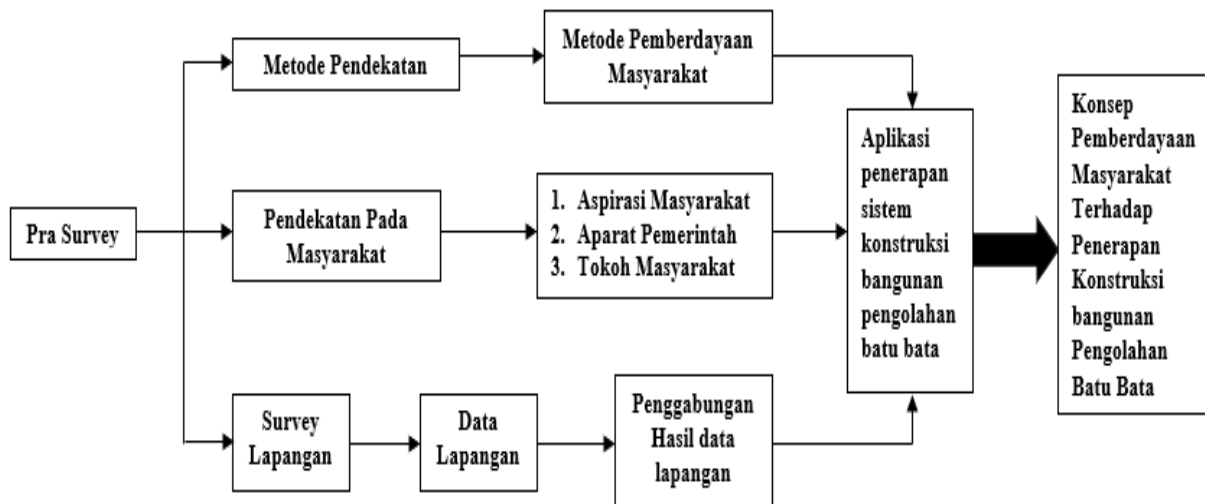 Pra Survey
Metode Pendekatan
Metode Pemberdayaan
Masyarakat
Pendekatan Pada
Masyarakat
1. Aspirasi Masyarakat
2. Aparat Pemerintah
3. Tokoh Masyarakat
Survey
Lapangan
Data
Lapangan
Penggabungan
Hasil data
lapangan
Aplikasi
penerapan
sistem
konstruksi
bangunan
pengolahan
batu bata
Konsep
Pemberdayaan
Masyarakat
Terhadap
Penerapan
Konstruksi
bangunan
Pengolahan
Batu Bata